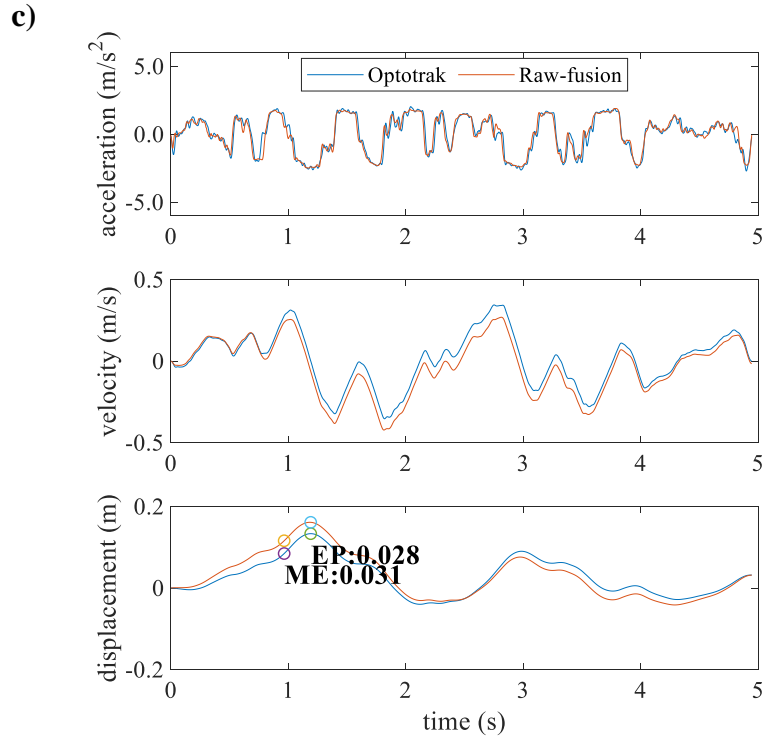 c)
acceleration (m/s²)
5.0
0.0
-5.0
Optotrak
Raw-fusion
0 1 2 3 4 5
velocity (m/s)
0.5
0
-0.5
0 1 2 3 4 5
displacement (m)
0.2
0
-0.2
EP:0.028
ME:0.031
0 1 2 3 4 5
time (s)